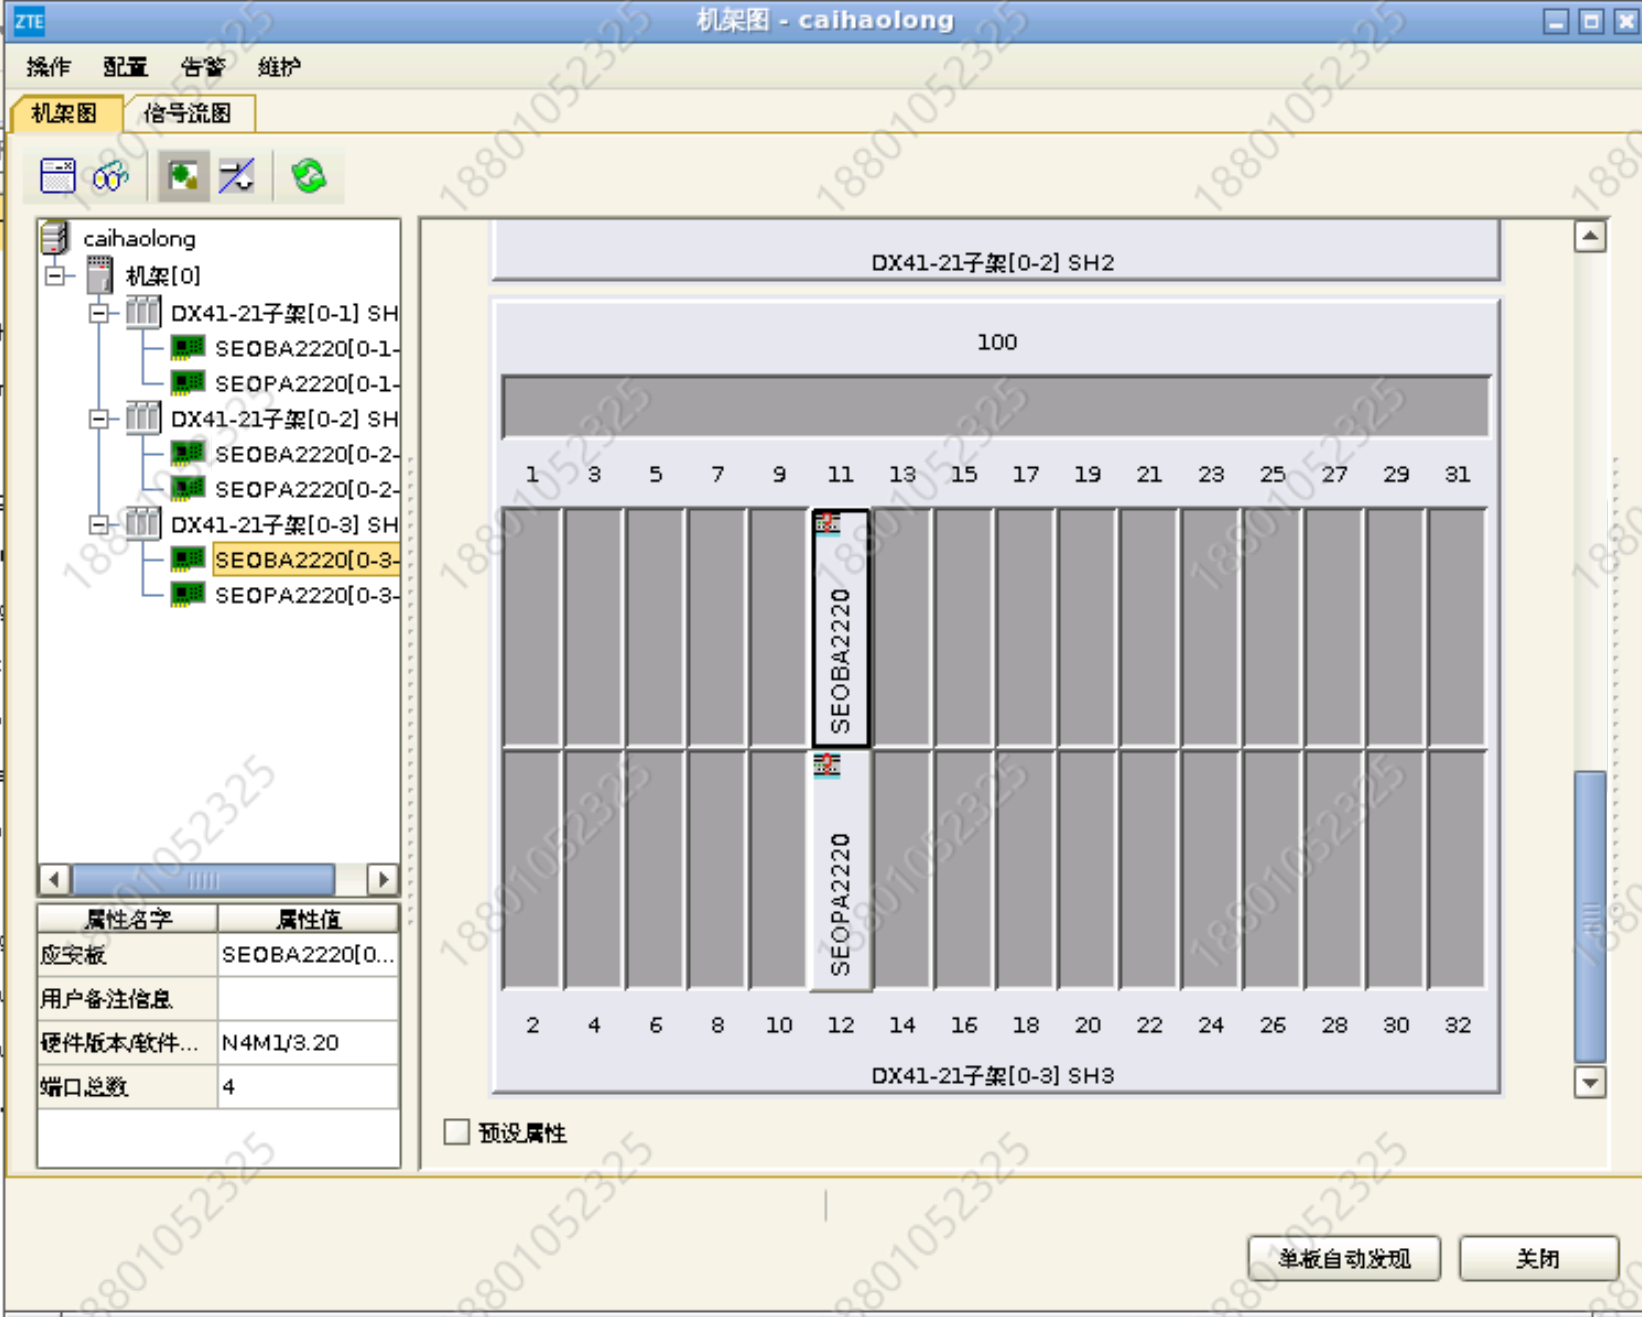 ZTE
机架图 - caihaolong
操作 配置 告警 维护
机架图 信号流图
caihaolong
机架[0]
DX41-21子架[0-1] SH
SEOBA2220[0-1-
SEOPA2220[0-1-
DX41-21子架[0-2] SH
SEOBA2220[0-2-
SEOPA2220[0-2-
DX41-21子架[0-3] SH
SEOBA2220[0-3-
SEOPA2220[0-3-
属性名字 属性值
应安板 SEOBA2220[0...
用户备注信息
硬件版本/软件... N4M1/3.20
端口总数 4
DX41-21子架[0-2] SH2
100
1 3 5 7 9 11 13 15 17 19 21 23 25 27 29 31
SEOBA2220
SEOPA2220
2 4 6 8 10 12 14 16 18 20 22 24 26 28 30 32
DX41-21子架[0-3] SH3
预设属性
单板自动发现 关闭
18801052325